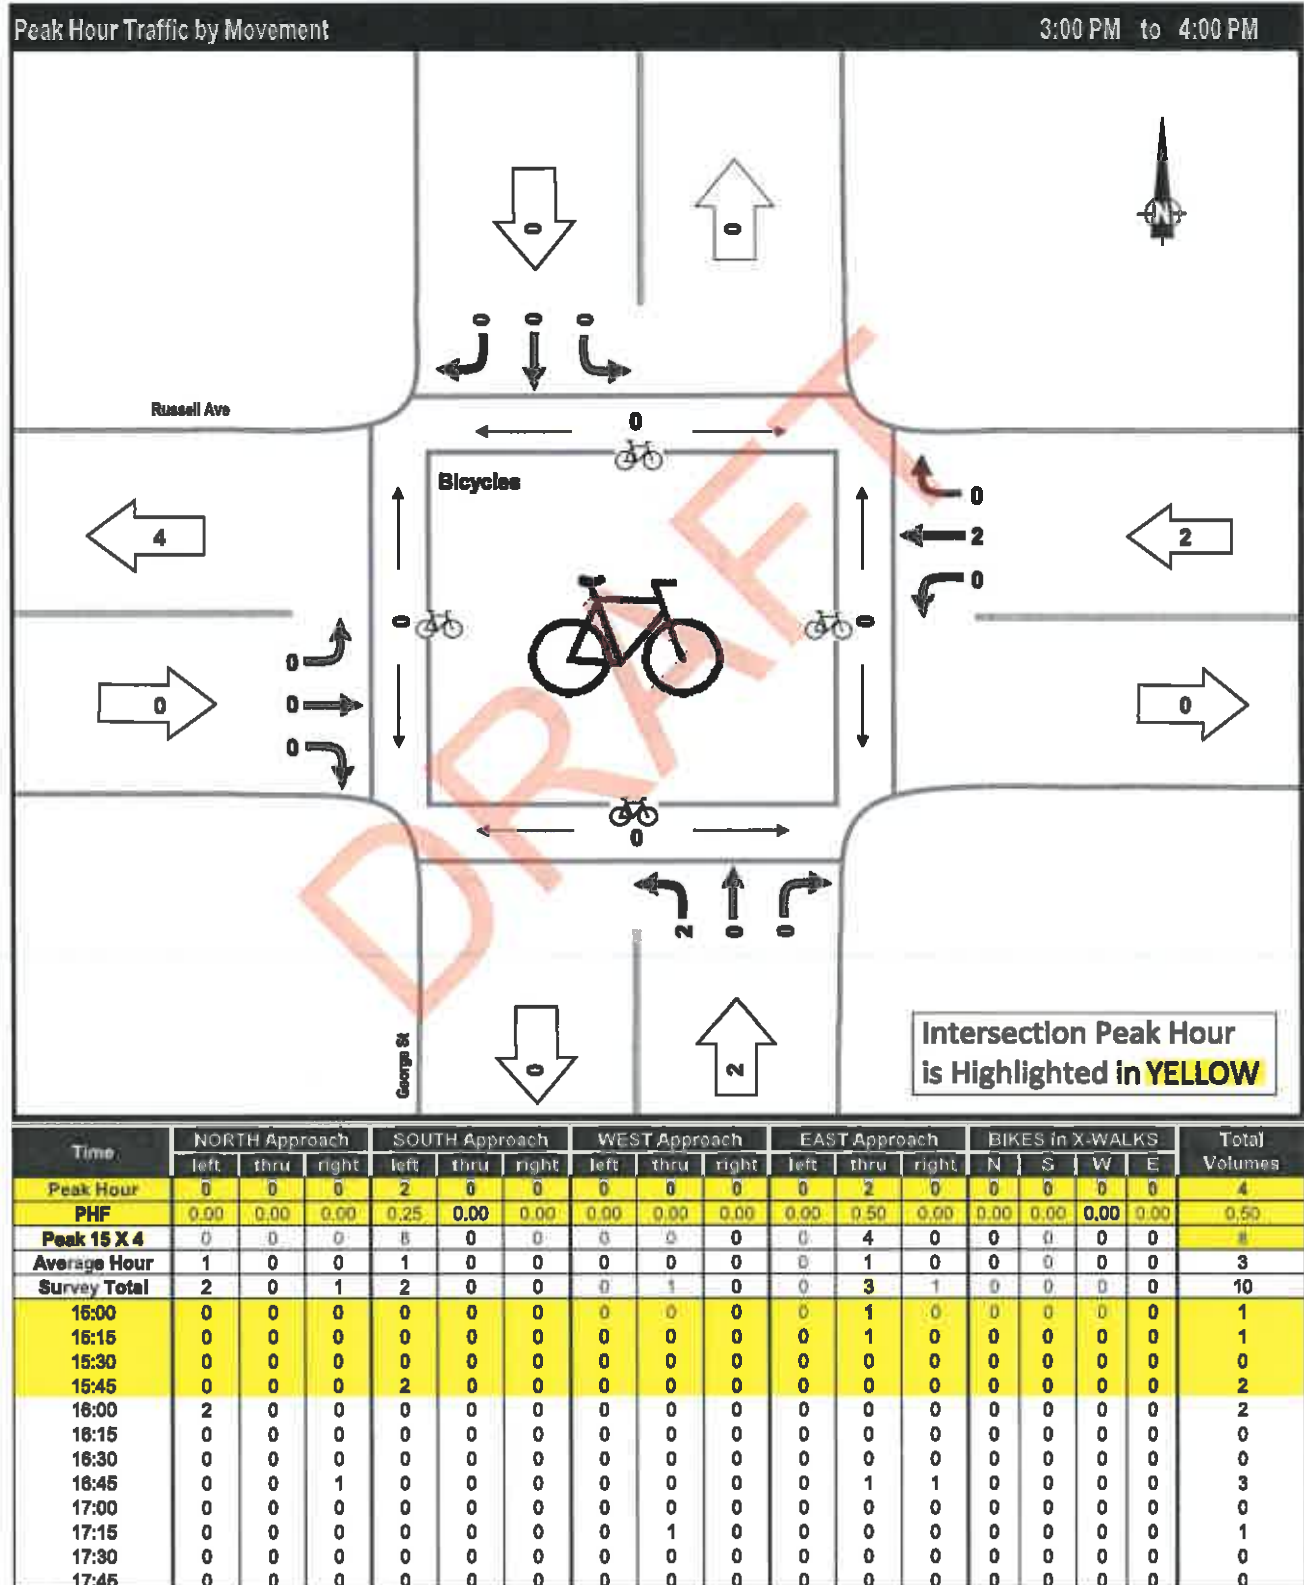 Peak Hour Traffic by Movement 3:00 PM to 4:00 PM
0 0
0 0 0
N
Russell Ave
0
Bicycles
0
4
2
2
0
0
0
0
0
0
0
0
0
0
2 0 0
George St
0
2
DRAFT
Intersection Peak Hour
is Highlighted in YELLOW
Time NORTH Approach SOUTH Approach WEST Approach EAST Approach BIKES in X-WALKS Total
left thru right left thru right left thru right left thru right N S W E Volumes
Peak Hour 0 0 0 2 0 0 0 0 0 0 2 0 0 0 0 0 4
PHF 0.00 0.00 0.00 0.25 0.00 0.00 0.00 0.00 0.00 0.00 0.50 0.00 0.00 0.00 0.00 0.00 0.50
Peak 15 X 4 0 0 0 8 0 0 0 0 0 0 4 0 0 0 0 0 8
Average Hour 1 0 0 1 0 0 0 0 0 0 1 0 0 0 0 0 3
Survey Total 2 0 1 2 0 0 0 1 0 0 3 1 0 0 0 0 10
15:00 0 0 0 0 0 0 0 0 0 0 1 0 0 0 0 0 1
15:15 0 0 0 0 0 0 0 0 0 0 1 0 0 0 0 0 1
15:30 0 0 0 0 0 0 0 0 0 0 0 0 0 0 0 0 0
15:45 0 0 0 2 0 0 0 0 0 0 0 0 0 0 0 0 2
16:00 2 0 0 0 0 0 0 0 0 0 0 0 0 0 0 0 2
16:15 0 0 0 0 0 0 0 0 0 0 0 0 0 0 0 0 0
16:30 0 0 0 0 0 0 0 0 0 0 0 0 0 0 0 0 0
16:45 0 0 1 0 0 0 0 0 0 0 1 1 0 0 0 0 3
17:00 0 0 0 0 0 0 0 0 0 0 0 0 0 0 0 0 0
17:15 0 0 0 0 0 0 0 1 0 0 0 0 0 0 0 0 1
17:30 0 0 0 0 0 0 0 0 0 0 0 0 0 0 0 0 0
17:45 0 0 0 0 0 0 0 0 0 0 0 0 0 0 0 0 0